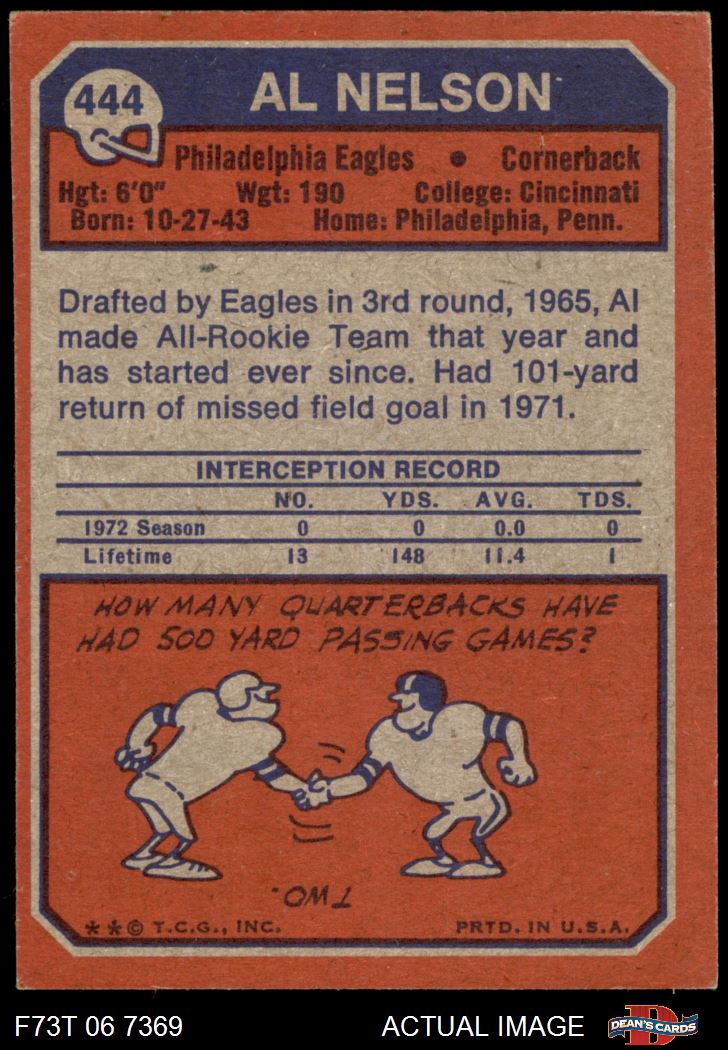 444
AL NELSON
Philadelphia Eagles • Cornerback
Hgt: 6'0" Wgt: 190 College: Cincinnati
Born: 10-27-43 Home: Philadelphia, Penn.
Drafted by Eagles in 3rd round, 1965, Al
made All-Rookie Team that year and
has started ever since. Had 101-yard
return of missed field goal in 1971.
INTERCEPTION RECORD
NO. YDS. AVG. TDS.
1972 Season 0 0 0.0 0
Lifetime 13 148 11.4 1
HOW MANY QUARTERBACKS HAVE
HAD 500 YARD PASSING GAMES?
TWO.
**© T.C.G., INC. PRTD. IN U.S.A.
F73T 06 7369 ACTUAL IMAGE
D
DEAN'S CARDS